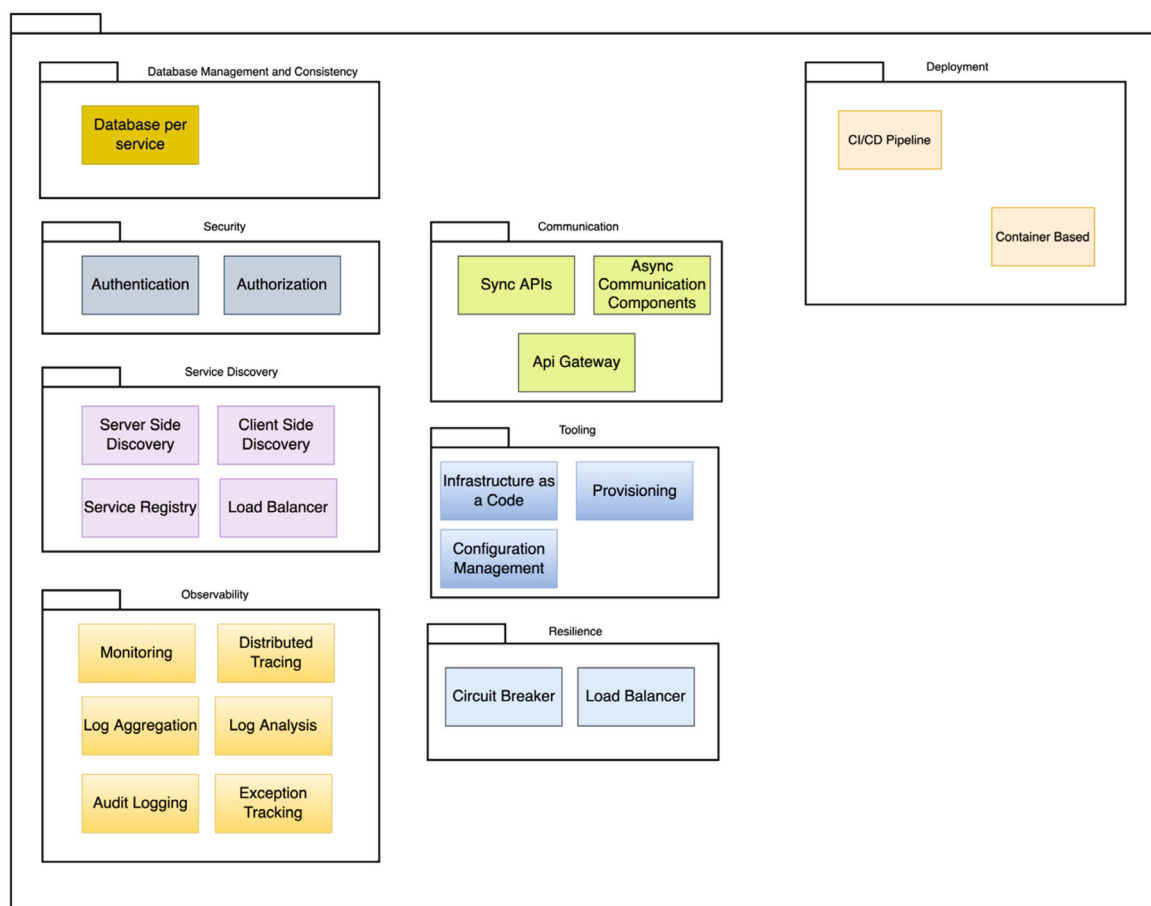 Database Management and Consistency
Database per
service
Deployment
CI/CD Pipeline
Container Based
Security
Authentication
Authorization
Communication
Sync APIs
Async
Communication
Components
Api Gateway
Service Discovery
Server Side
Discovery
Client Side
Discovery
Service Registry
Load Balancer
Tooling
Infrastructure as
a Code
Provisioning
Configuration
Management
Observability
Monitoring
Distributed
Tracing
Log Aggregation
Log Analysis
Audit Logging
Exception
Tracking
Resilience
Circuit Breaker
Load Balancer